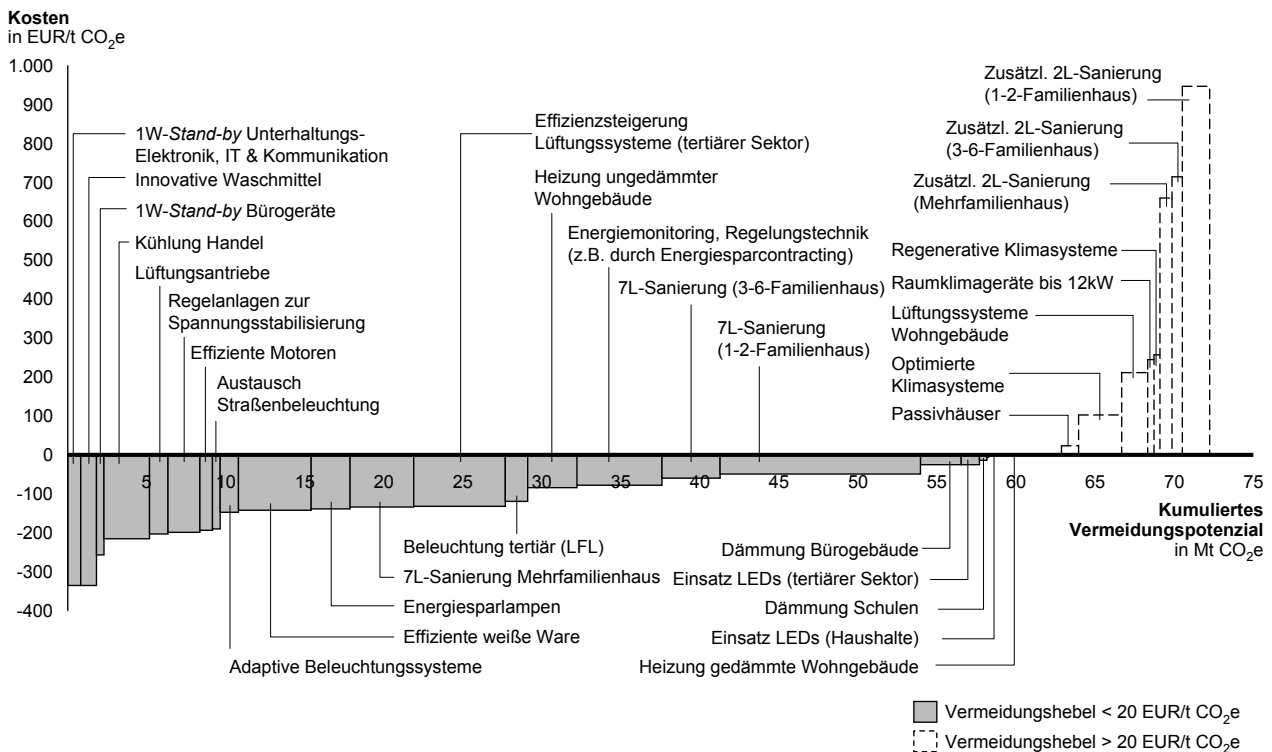 Kosten
in EUR/t CO₂e
1.000
900
800
700
600
500
400
300
200
100
0
-100
-200
-300
-400
1W-Stand-by Unterhaltungs-
Elektronik, IT & Kommunikation
Innovative Waschmittel
1W-Stand-by Bürogeräte
Kühlung Handel
Lüftungsantriebe
Regelanlagen zur
Spannungsstabilisierung
Effiziente Motoren
Austausch
Straßenbeleuchtung
Effizienzsteigerung
Lüftungssysteme (tertiärer Sektor)
Heizung ungedämmter
Wohngebäude
Energiemonitoring, Regelungstechnik
(z.B. durch Energiesparcontracting)
7L-Sanierung (3-6-Familienhaus)
7L-Sanierung
(1-2-Familienhaus)
Zusätzl. 2L-Sanierung
(1-2-Familienhaus)
Zusätzl. 2L-Sanierung
(3-6-Familienhaus)
Zusätzl. 2L-Sanierung
(Mehrfamilienhaus)
Regenerative Klimasysteme
Raumklimageräte bis 12kW
Lüftungssysteme
Wohngebäude
Optimierte
Klimasysteme
Passivhäuser
5 10 15 20 25 30 35 40 45 50 55 60 65 70 75
Kumuliertes
Vermeidungspotenzial
in Mt CO₂e
Beleuchtung tertiär (LFL)
7L-Sanierung Mehrfamilienhaus
Energiesparlampen
Effiziente weiße Ware
Adaptive Beleuchtungssysteme
Dämmung Bürogebäude
Einsatz LEDs (tertiärer Sektor)
Dämmung Schulen
Einsatz LEDs (Haushalte)
Heizung gedämmte Wohngebäude
Vermeidungshebel < 20 EUR/t CO₂e
Vermeidungshebel > 20 EUR/t CO₂e